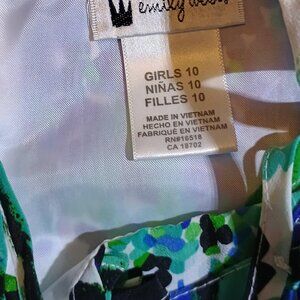 emily west
GIRLS 10
NIÑAS 10
FILLES 10
MADE IN VIETNAM
HECHO EN VIETNAM
FABRIQUÉ EN VIETNAM
RN#16518
CA 18702